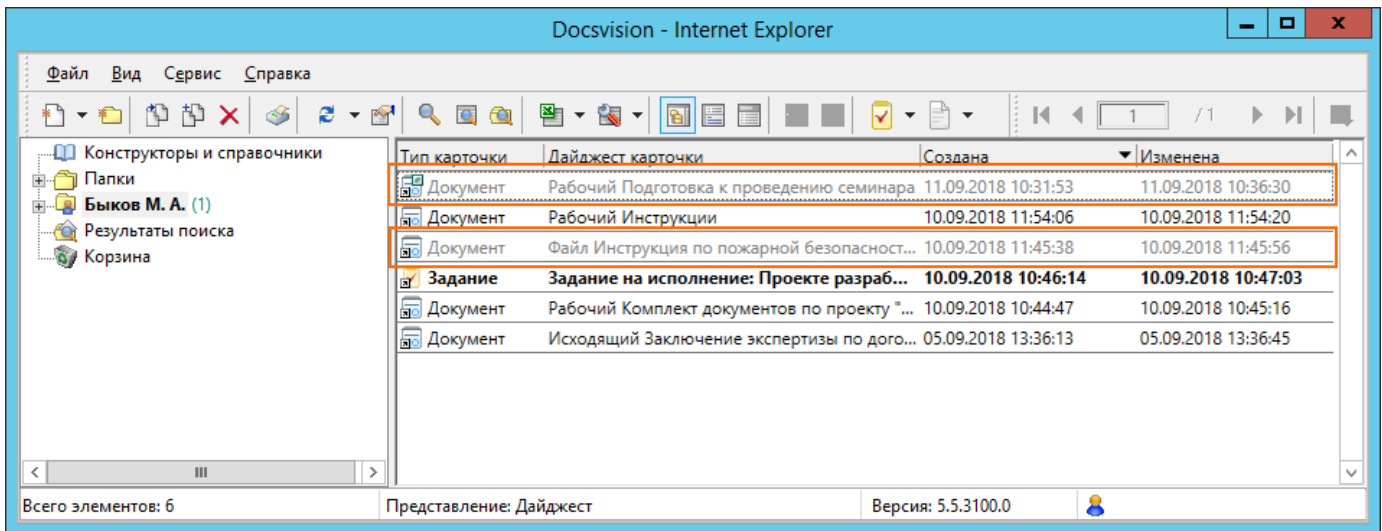 Docsvision - Internet Explorer
Файл Вид Сервис Справка
1 / 1
Конструкторы и справочники
Папки
Быков М. А. (1)
Результаты поиска
Корзина
Тип карточки Дайджест карточки Создана Изменена
Документ Рабочий Подготовка к проведению семинара 11.09.2018 10:31:53 11.09.2018 10:36:30
Документ Рабочий Инструкции 10.09.2018 11:54:06 10.09.2018 11:54:20
Документ Файл Инструкция по пожарной безопасност... 10.09.2018 11:45:38 10.09.2018 11:45:56
Задание Задание на исполнение: Проекте разраб... 10.09.2018 10:46:14 10.09.2018 10:47:03
Документ Рабочий Комплект документов по проекту "... 10.09.2018 10:44:47 10.09.2018 10:45:16
Документ Исходящий Заключение экспертизы по дого... 05.09.2018 13:36:13 05.09.2018 13:36:45
Всего элементов: 6 Представление: Дайджест Версия: 5.5.3100.0